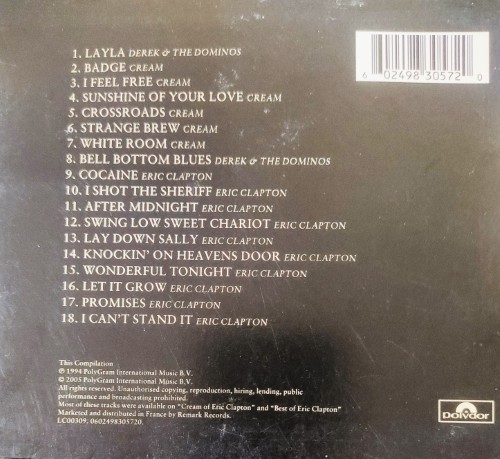 1. LAYLA DEREK & THE DOMINOS
2. BADGE CREAM
3. I FEEL FREE CREAM
4. SUNSHINE OF YOUR LOVE CREAM
5. CROSSROADS CREAM
6. STRANGE BREW CREAM
7. WHITE ROOM CREAM
8. BELL BOTTOM BLUES DEREK & THE DOMINOS
9. COCAINE ERIC CLAPTON
10. I SHOT THE SHERIFF ERIC CLAPTON
11. AFTER MIDNIGHT ERIC CLAPTON
12. SWING LOW SWEET CHARIOT ERIC CLAPTON
13. LAY DOWN SALLY ERIC CLAPTON
14. KNOCKIN' ON HEAVENS DOOR ERIC CLAPTON
15. WONDERFUL TONIGHT ERIC CLAPTON
16. LET IT GROW ERIC CLAPTON
17. PROMISES ERIC CLAPTON
18. I CAN'T STAND IT ERIC CLAPTON
6 02498 30572 0
This Compilation
℗ 1994 PolyGram International Music B.V.
© 2005 PolyGram International Music B.V.
All rights reserved. Unauthorised copying, reproduction, hiring, lending, public
performance and broadcasting prohibited.
Most of these tracks were available on "Cream of Eric Clapton" and "Best of Eric Clapton"
Marketed and distributed in France by Remark Records.
LC00309. 0602498305720.
Polydor